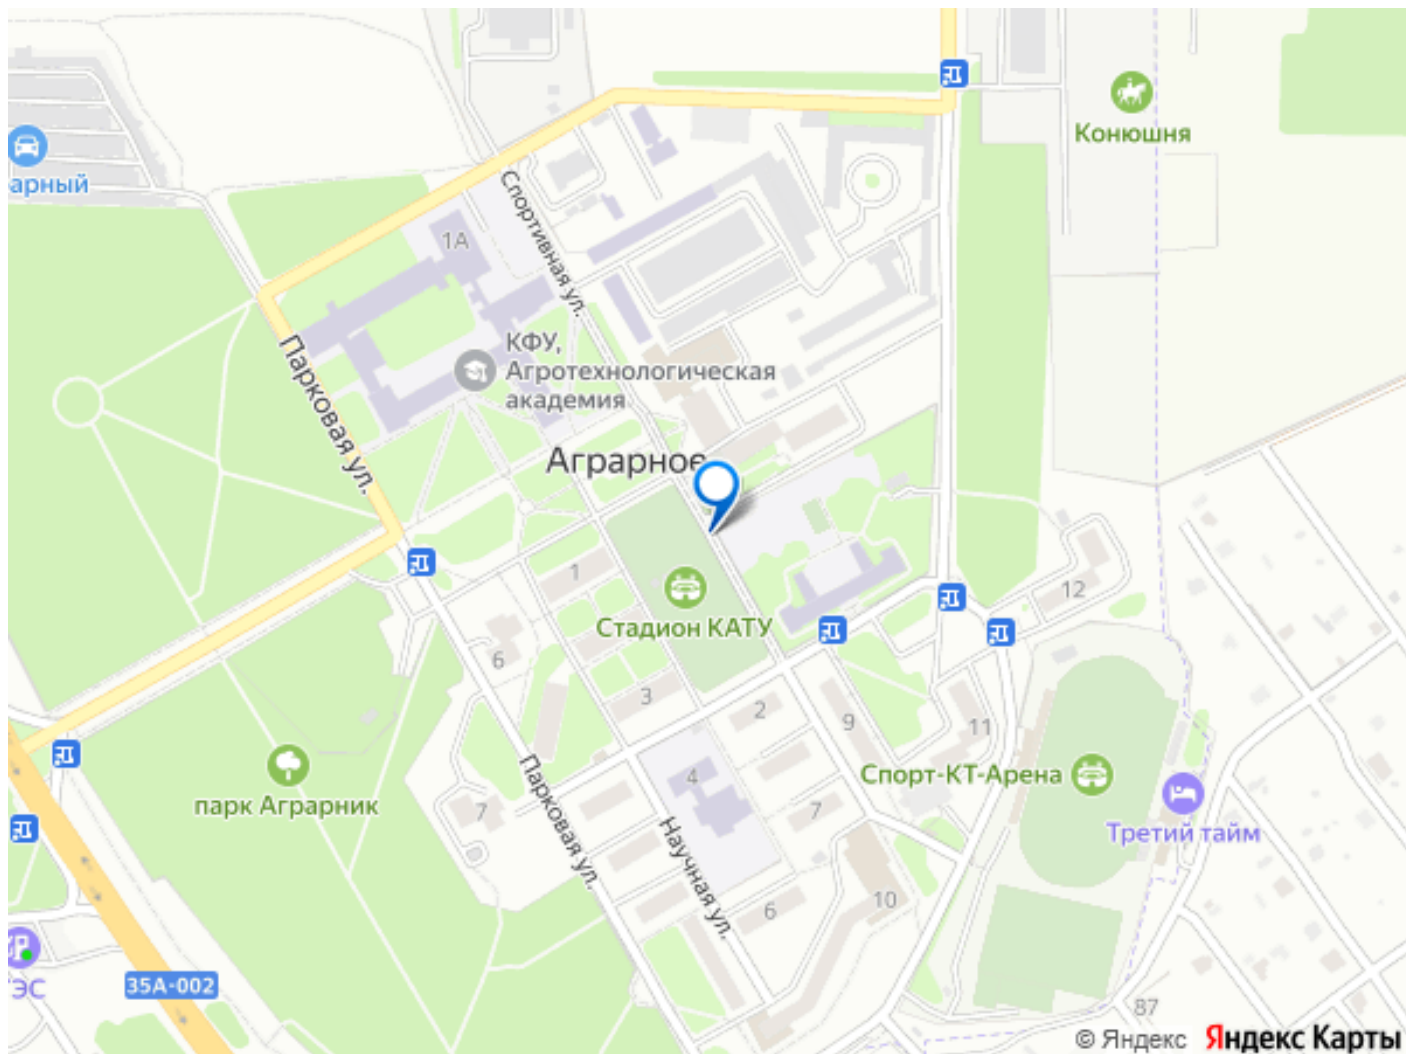 Конюшня
рарный
Спортивная ул.
1А
КФУ,
Агротехнологическая
академия
Парковая ул.
Аграрное
1
12
Стадион КАТУ
6
3
2
9
11
Спорт-КТ-Арена
4
парк Аграрник
7
7
Третий тайм
Парковая ул.
Научная ул.
10
6
ЭС
35А-002
87
© Яндекс Яндекс Карты